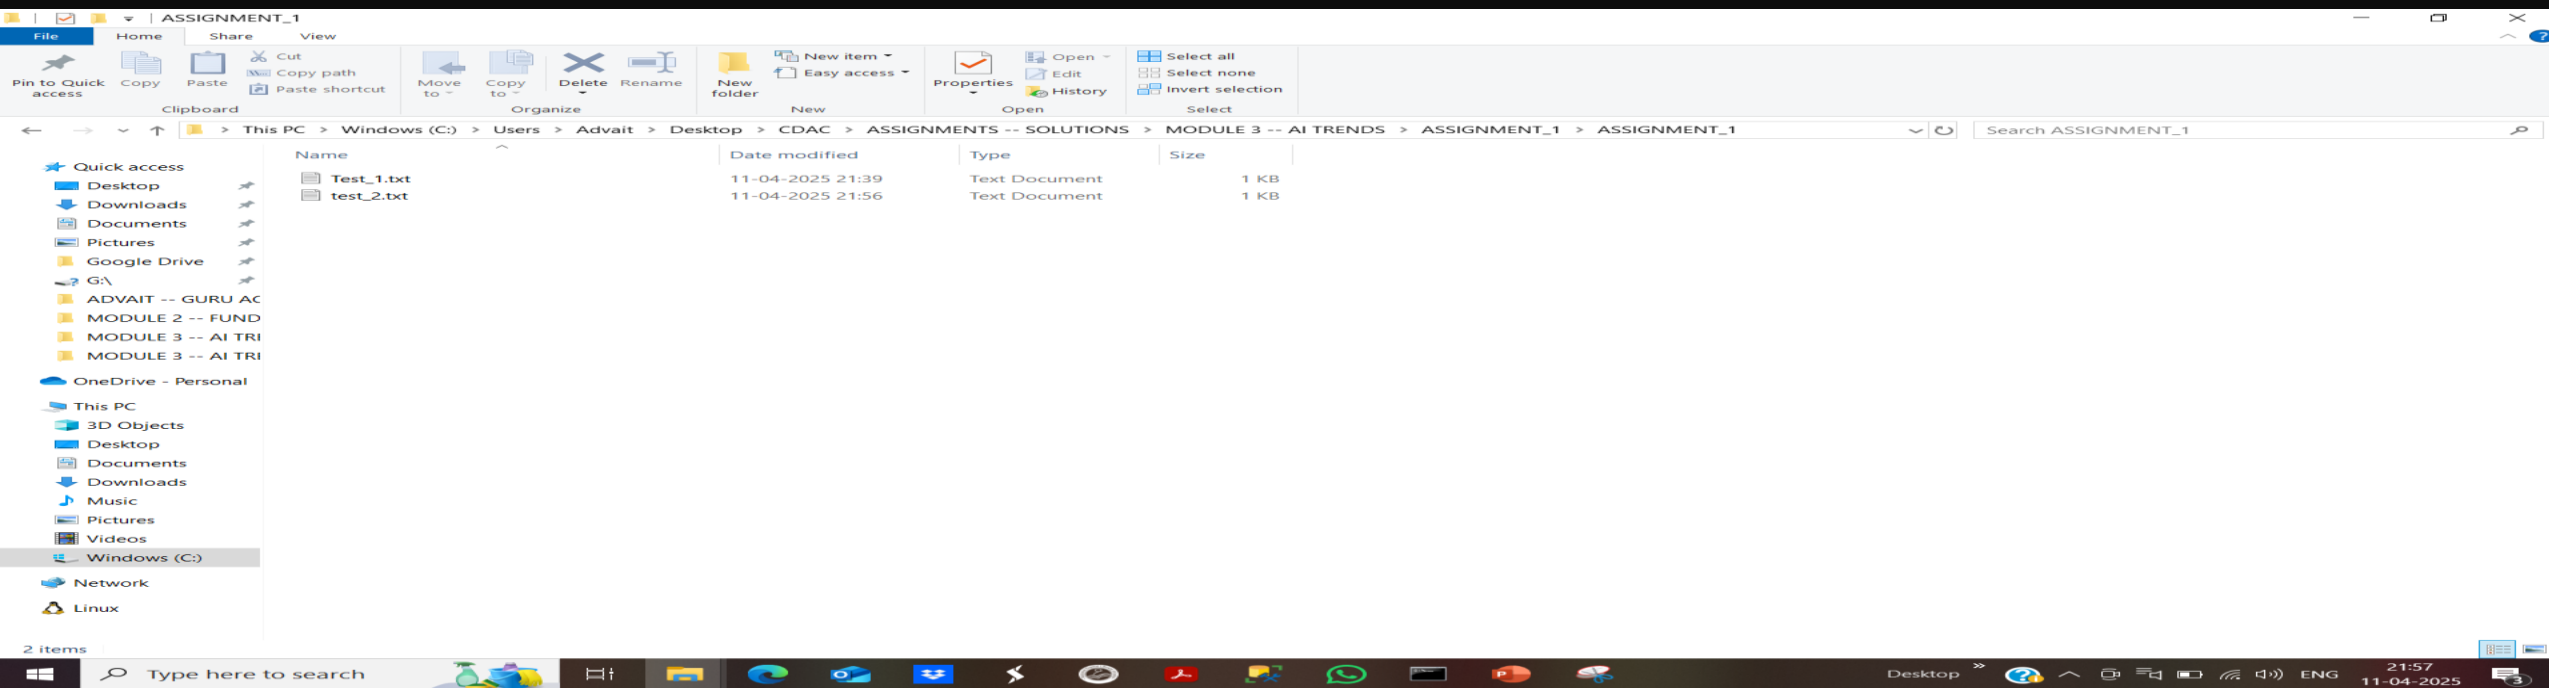 ASSIGNMENT_1
File Home Share View
Pin to Quick access
Copy
Paste
Cut
Copy path
Paste shortcut
Clipboard
Move to
Copy to
Delete
Rename
Organize
New folder
New item
Easy access
New
Properties
Open
Edit
History
Open
Select all
Select none
Invert selection
Select
This PC > Windows (C:) > Users > Advait > Desktop > CDAC > ASSIGNMENTS -- SOLUTIONS > MODULE 3 -- AI TRENDS > ASSIGNMENT_1 > ASSIGNMENT_1
Search ASSIGNMENT_1
Name Date modified Type Size
Test_1.txt 11-04-2025 21:39 Text Document 1 KB
test_2.txt 11-04-2025 21:56 Text Document 1 KB
Quick access
Desktop
Downloads
Documents
Pictures
Google Drive
G:\
ADVAIT -- GURU AC
MODULE 2 -- FUND
MODULE 3 -- AI TRE
MODULE 3 -- AI TRE
OneDrive - Personal
This PC
3D Objects
Desktop
Documents
Downloads
Music
Pictures
Videos
Windows (C:)
Network
Linux
2 items
Type here to search
Desktop
ENG
21:57
11-04-2025
3